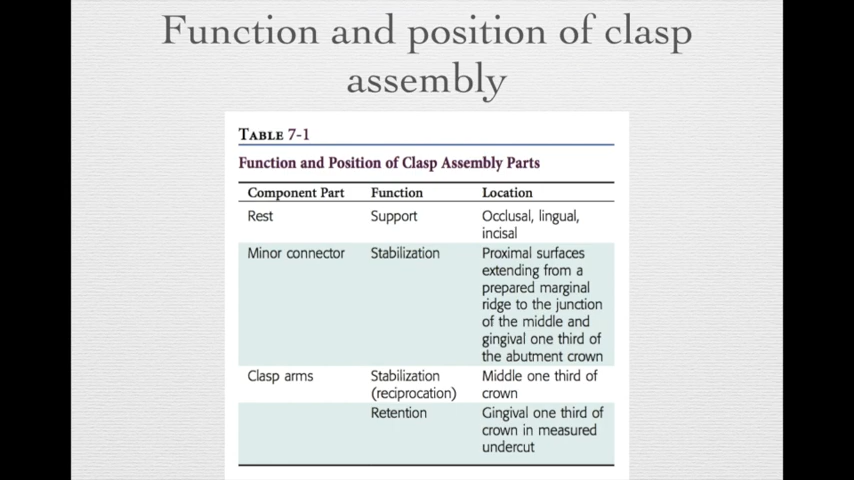 Function and position of clasp
assembly
TABLE 7-1
Function and Position of Clasp Assembly Parts
Component Part Function Location
Rest Support Occlusal, lingual,
incisal
Minor connector Stabilization Proximal surfaces
extending from a
prepared marginal
ridge to the junction
of the middle and
gingival one third of
the abutment crown
Clasp arms Stabilization Middle one third of
(reciprocation) crown
Retention Gingival one third of
crown in measured
undercut